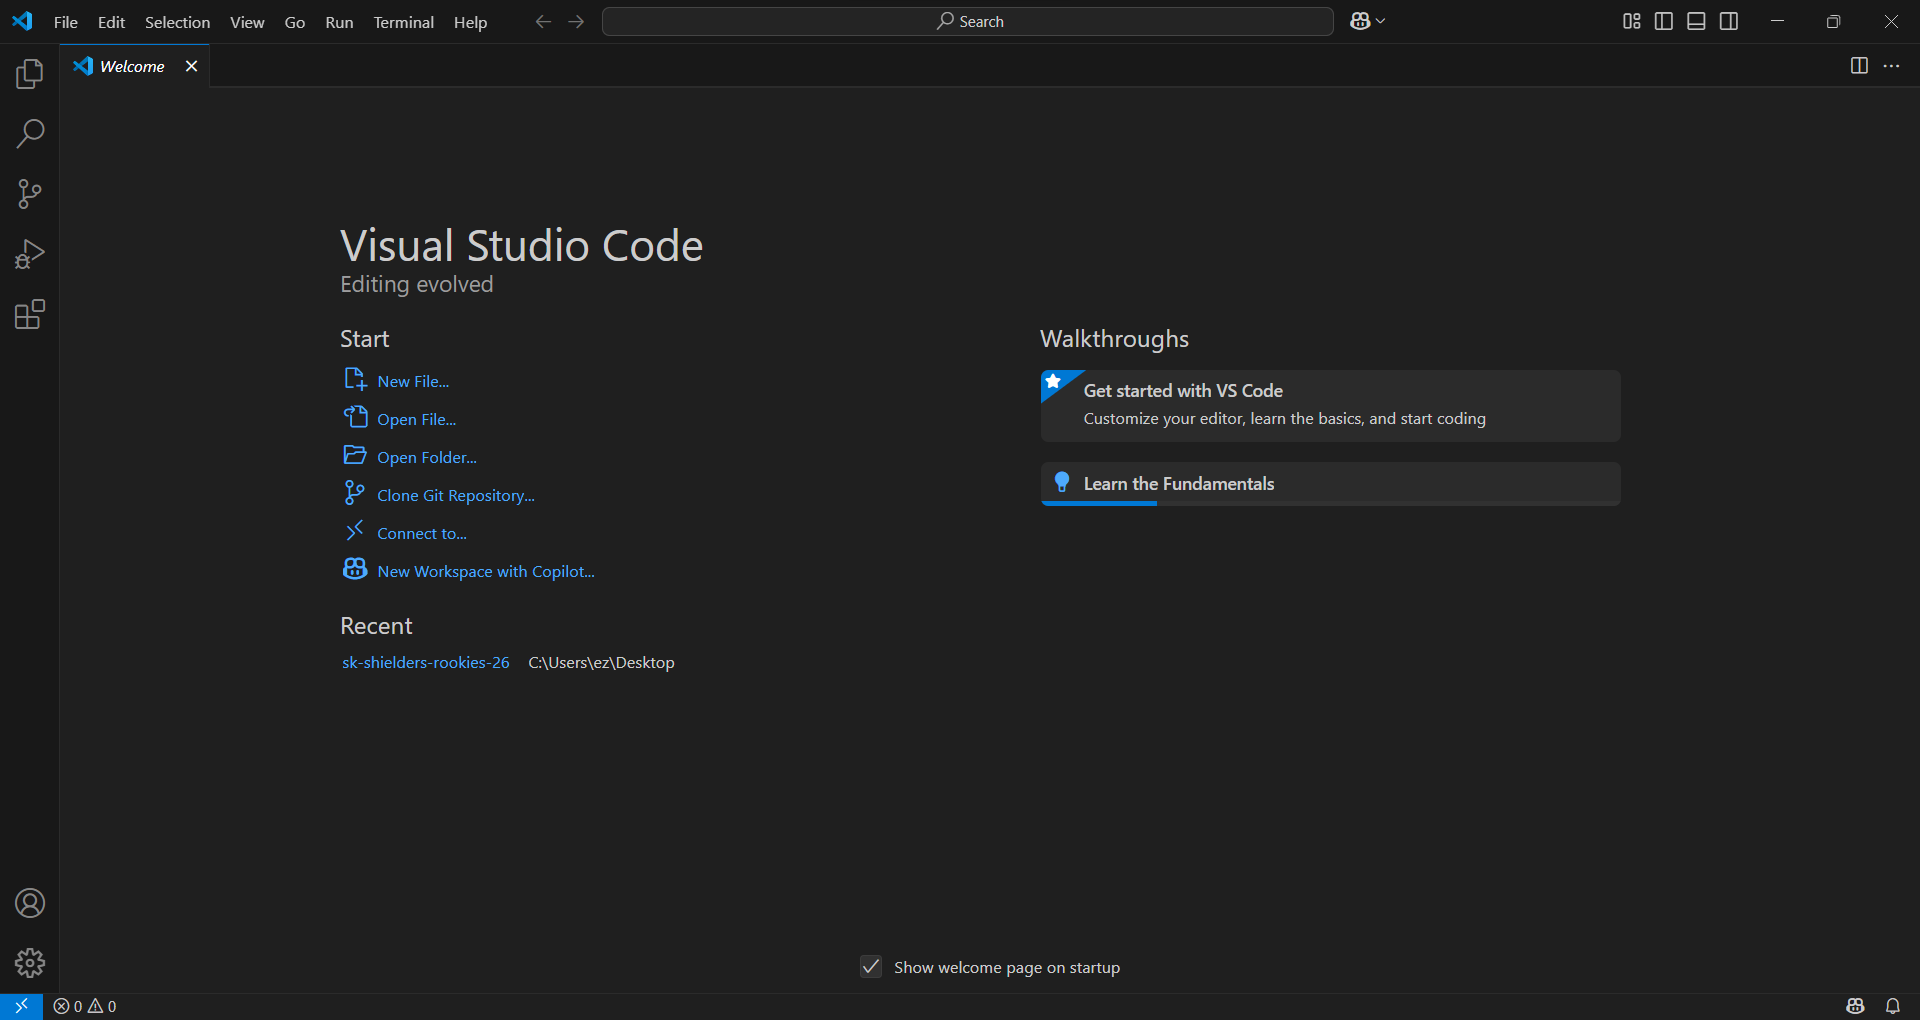 File Edit Selection View Go Run Terminal Help Search
Welcome
Visual Studio Code
Editing evolved
Start
New File...
Open File...
Open Folder...
Clone Git Repository...
Connect to...
New Workspace with Copilot...
Recent
sk-shielders-rookies-26 C:\Users\ez\Desktop
Walkthroughs
Get started with VS Code
Customize your editor, learn the basics, and start coding
Learn the Fundamentals
Show welcome page on startup
0 0